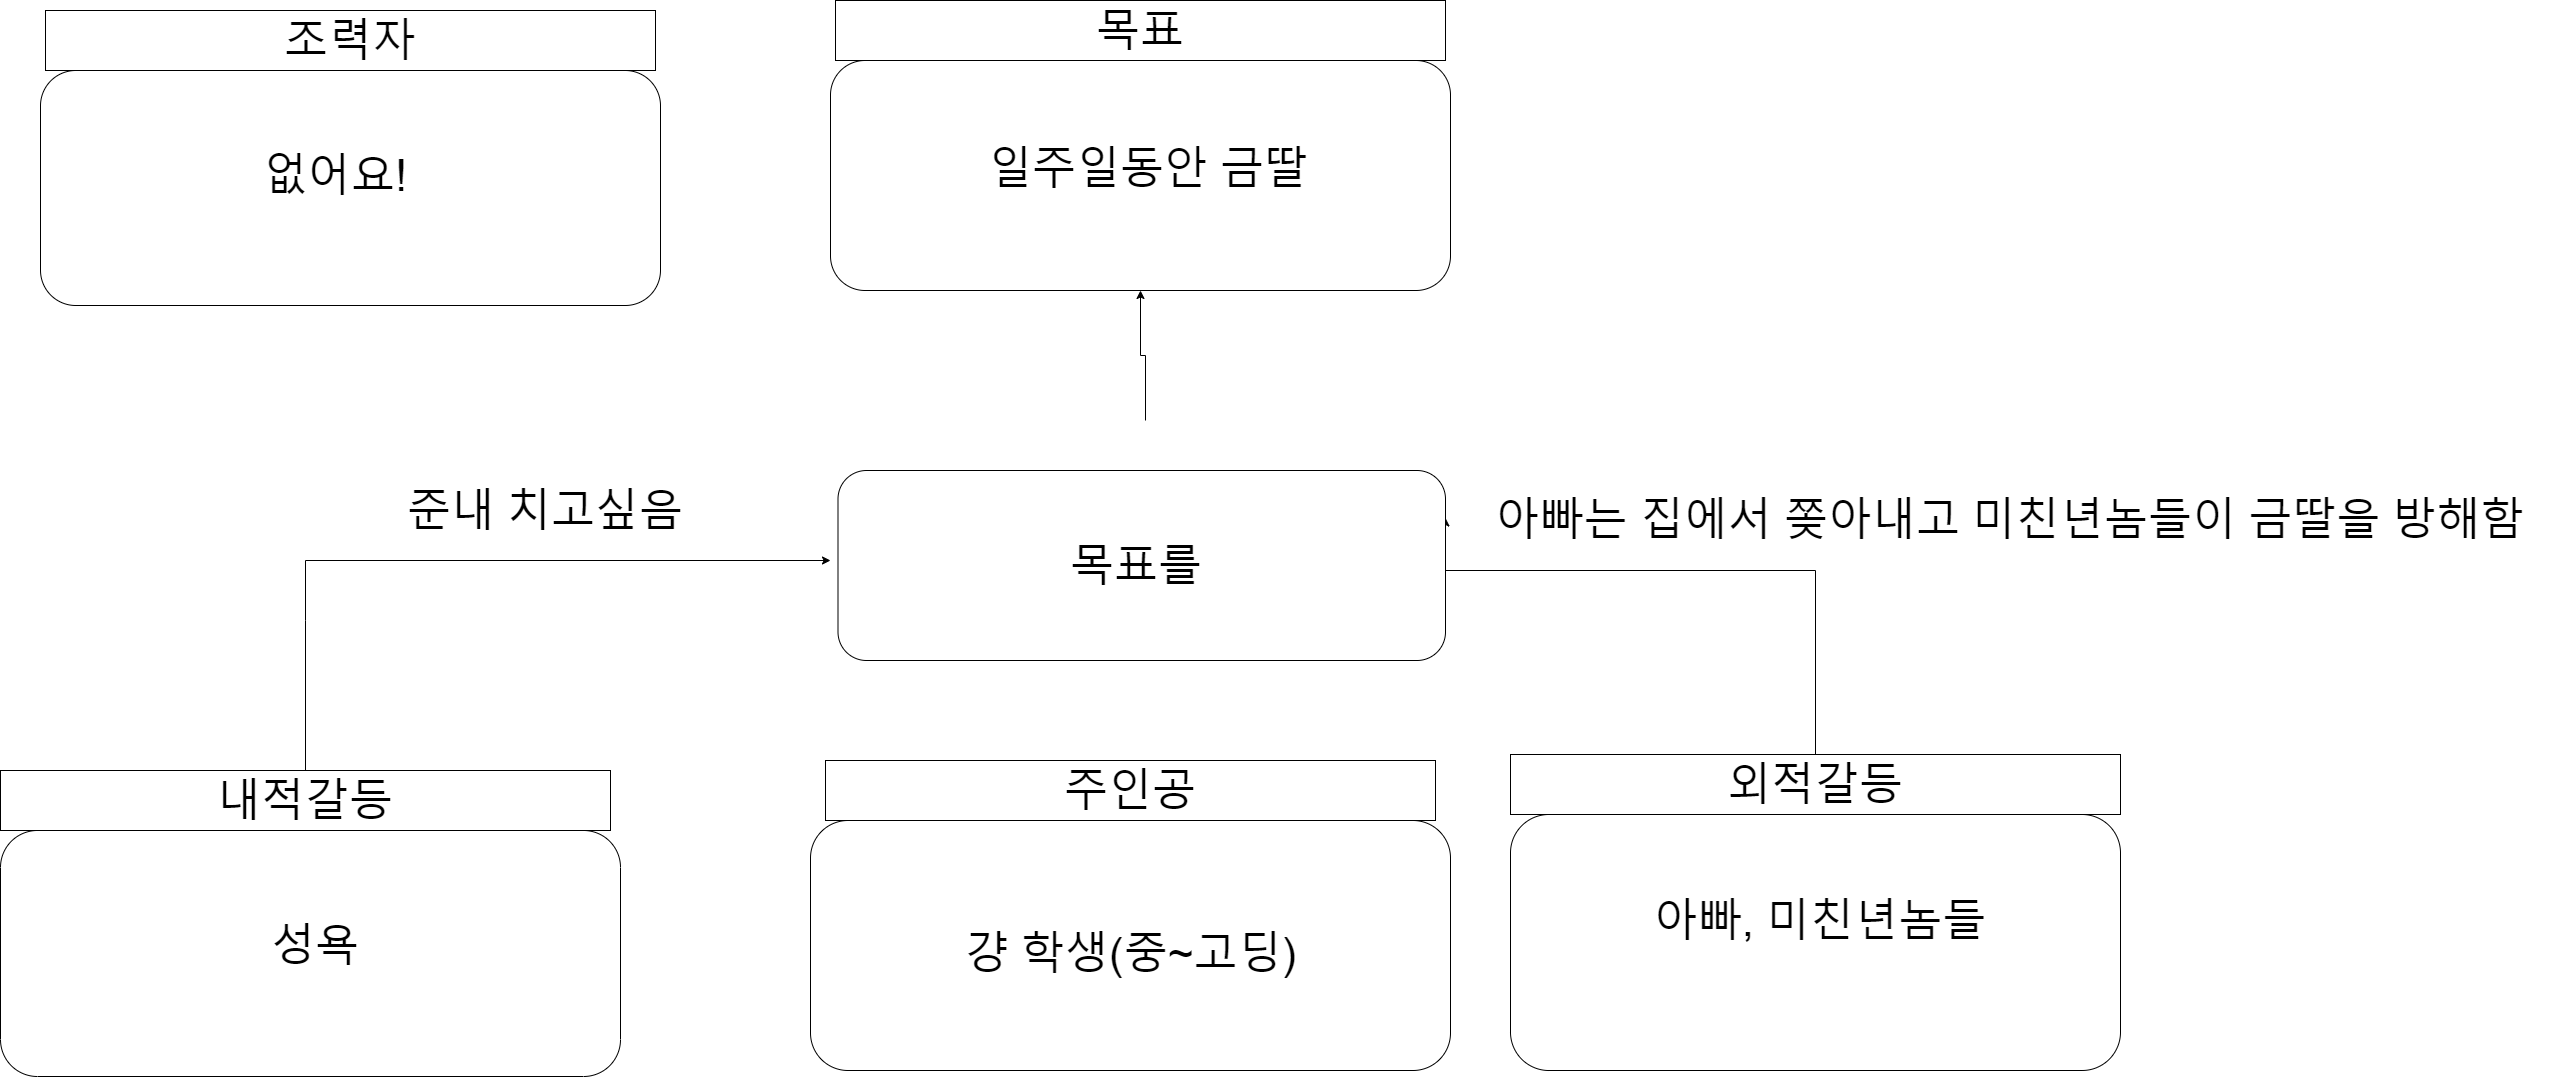 조력자
없어요!
목표
일주일동안 금딸
준내 치고싶음
목표를
아빠는 집에서 쫒아내고 미친년놈들이 금딸을 방해함
내적갈등
성욕
주인공
걍 학생(중~고딩)
외적갈등
아빠, 미친년놈들